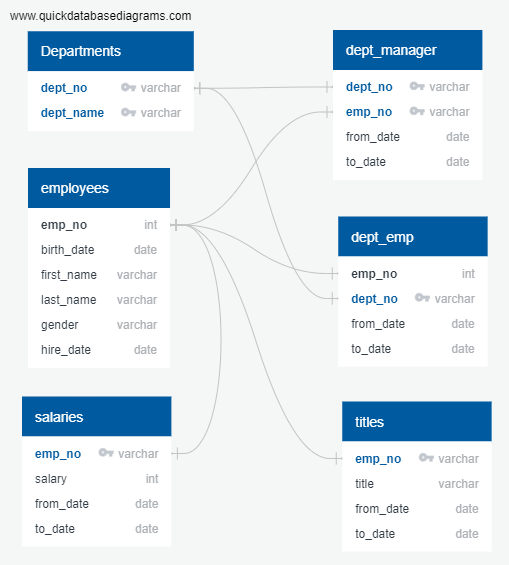 www.quickdatabasediagrams.com
Departments
dept_no varchar
dept_name varchar
dept_manager
dept_no varchar
emp_no varchar
from_date date
to_date date
employees
emp_no int
birth_date date
first_name varchar
last_name varchar
gender varchar
hire_date date
dept_emp
emp_no int
dept_no varchar
from_date date
to_date date
salaries
emp_no varchar
salary int
from_date date
to_date date
titles
emp_no varchar
title varchar
from_date date
to_date date